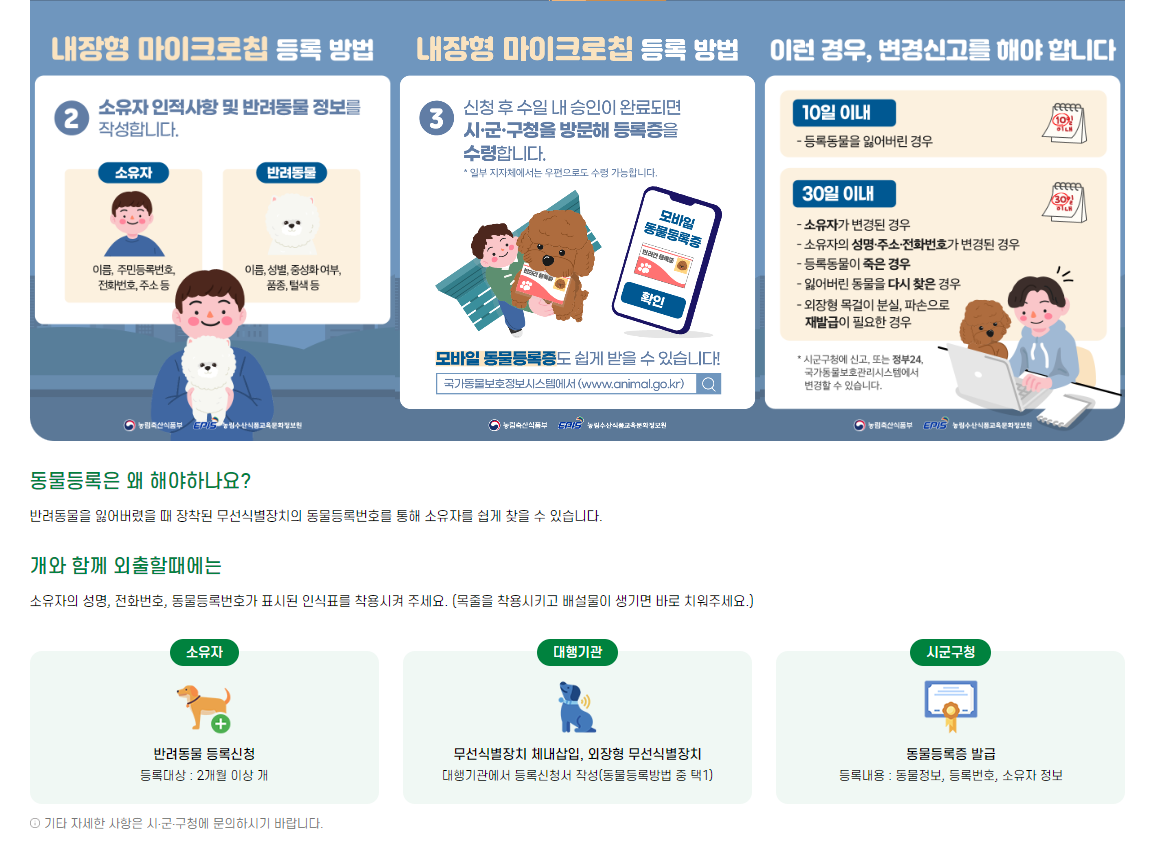 내장형 마이크로칩 등록 방법
2
소유자 인적사항 및 반려동물 정보를
작성합니다.
소유자
이름, 주민등록번호,
전화번호, 주소 등
반려동물
이름, 성별, 중성화 여부,
품종, 털색 등
농림축산식품부 EPIS 농림수산식품교육문화정보원
내장형 마이크로칩 등록 방법
3
신청 후 수일 내 승인이 완료되면
시·군·구청을 방문해 등록증을
수령합니다.
* 일부 지자체에서는 우편으로도 수령 가능합니다.
반려견 등록증
모바일
동물등록증
반려견 등록증
확인
모바일 동물등록증도 쉽게 받을 수 있습니다!
국가동물보호정보시스템에서 (www.animal.go.kr)
농림축산식품부 EPIS 농림수산식품교육문화정보원
이런 경우, 변경신고를 해야 합니다
10일 이내
10일
이내
- 등록동물을 잃어버린 경우
30일 이내
30일
이내
- 소유자가 변경된 경우
- 소유자의 성명·주소·전화번호가 변경된 경우
- 등록동물이 죽은 경우
- 잃어버린 동물을 다시 찾은 경우
- 외장형 목걸이 분실, 파손으로
재발급이 필요한 경우
* 시군구청에 신고, 또는 정부24,
국가동물보호관리시스템에서
변경할 수 있습니다.
농림축산식품부 EPIS 농림수산식품교육문화정보원
동물등록은 왜 해야하나요?
반려동물을 잃어버렸을 때 장착된 무선식별장치의 동물등록번호를 통해 소유자를 쉽게 찾을 수 있습니다.
개와 함께 외출할때에는
소유자의 성명, 전화번호, 동물등록번호가 표시된 인식표를 착용시켜 주세요. (목줄을 착용시키고 배설물이 생기면 바로 치워주세요.)
소유자
반려동물 등록신청
등록대상 : 2개월 이상 개
대행기관
무선식별장치 체내삽입, 외장형 무선식별장치
대행기관에서 등록신청서 작성(동물등록방법 중 택1)
시군구청
동물등록증 발급
등록내용 : 동물정보, 등록번호, 소유자 정보
기타 자세한 사항은 시·군·구청에 문의하시기 바랍니다.